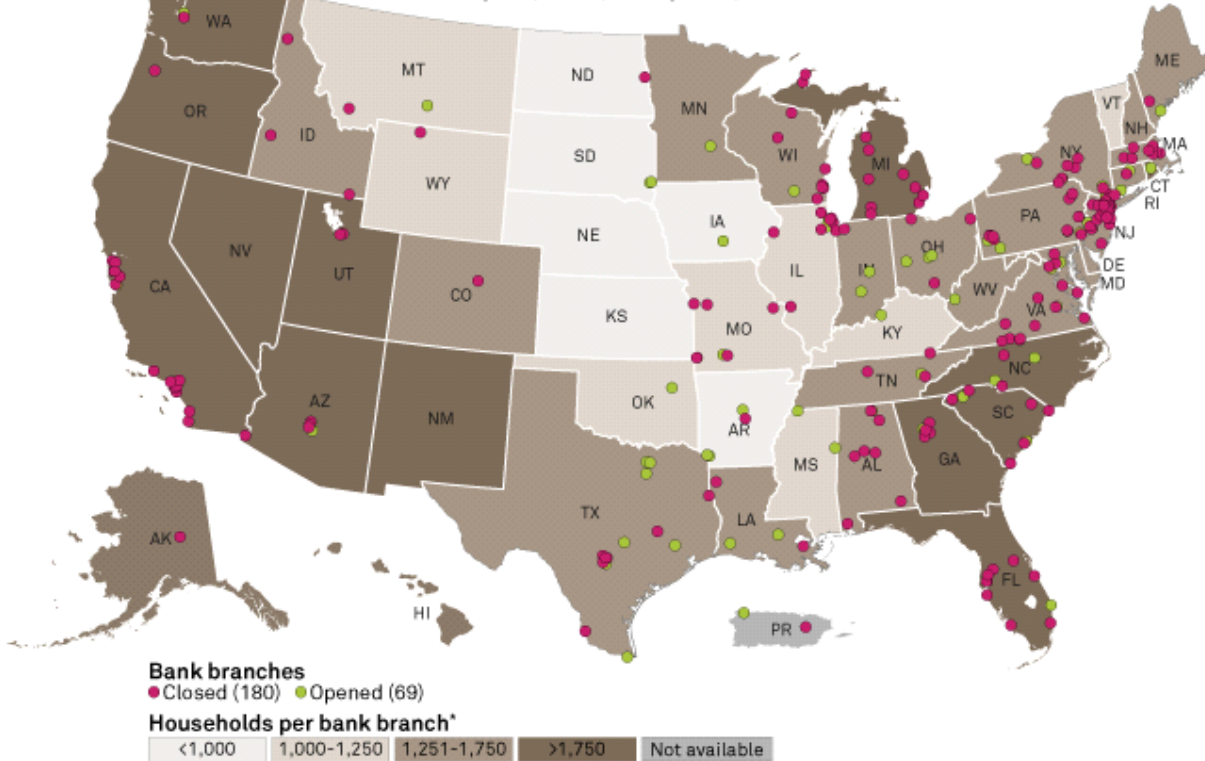 WA
MT
ND
MN
ME
VT
OR
ID
NH
MA
WI
NY
MI
SD
WY
CT
RI
IA
PA
NE
NJ
NV
OH
UT
IL
IN
DE
CA
CO
MD
WV
VA
KS
MO
KY
NC
TN
AZ
OK
NM
SC
AR
MS
AL
GA
TX
LA
AK
FL
HI
PR
Bank branches
Closed (180) Opened (69)
Households per bank branch*
<1,000 1,000-1,250 1,251-1,750 >1,750 Not available